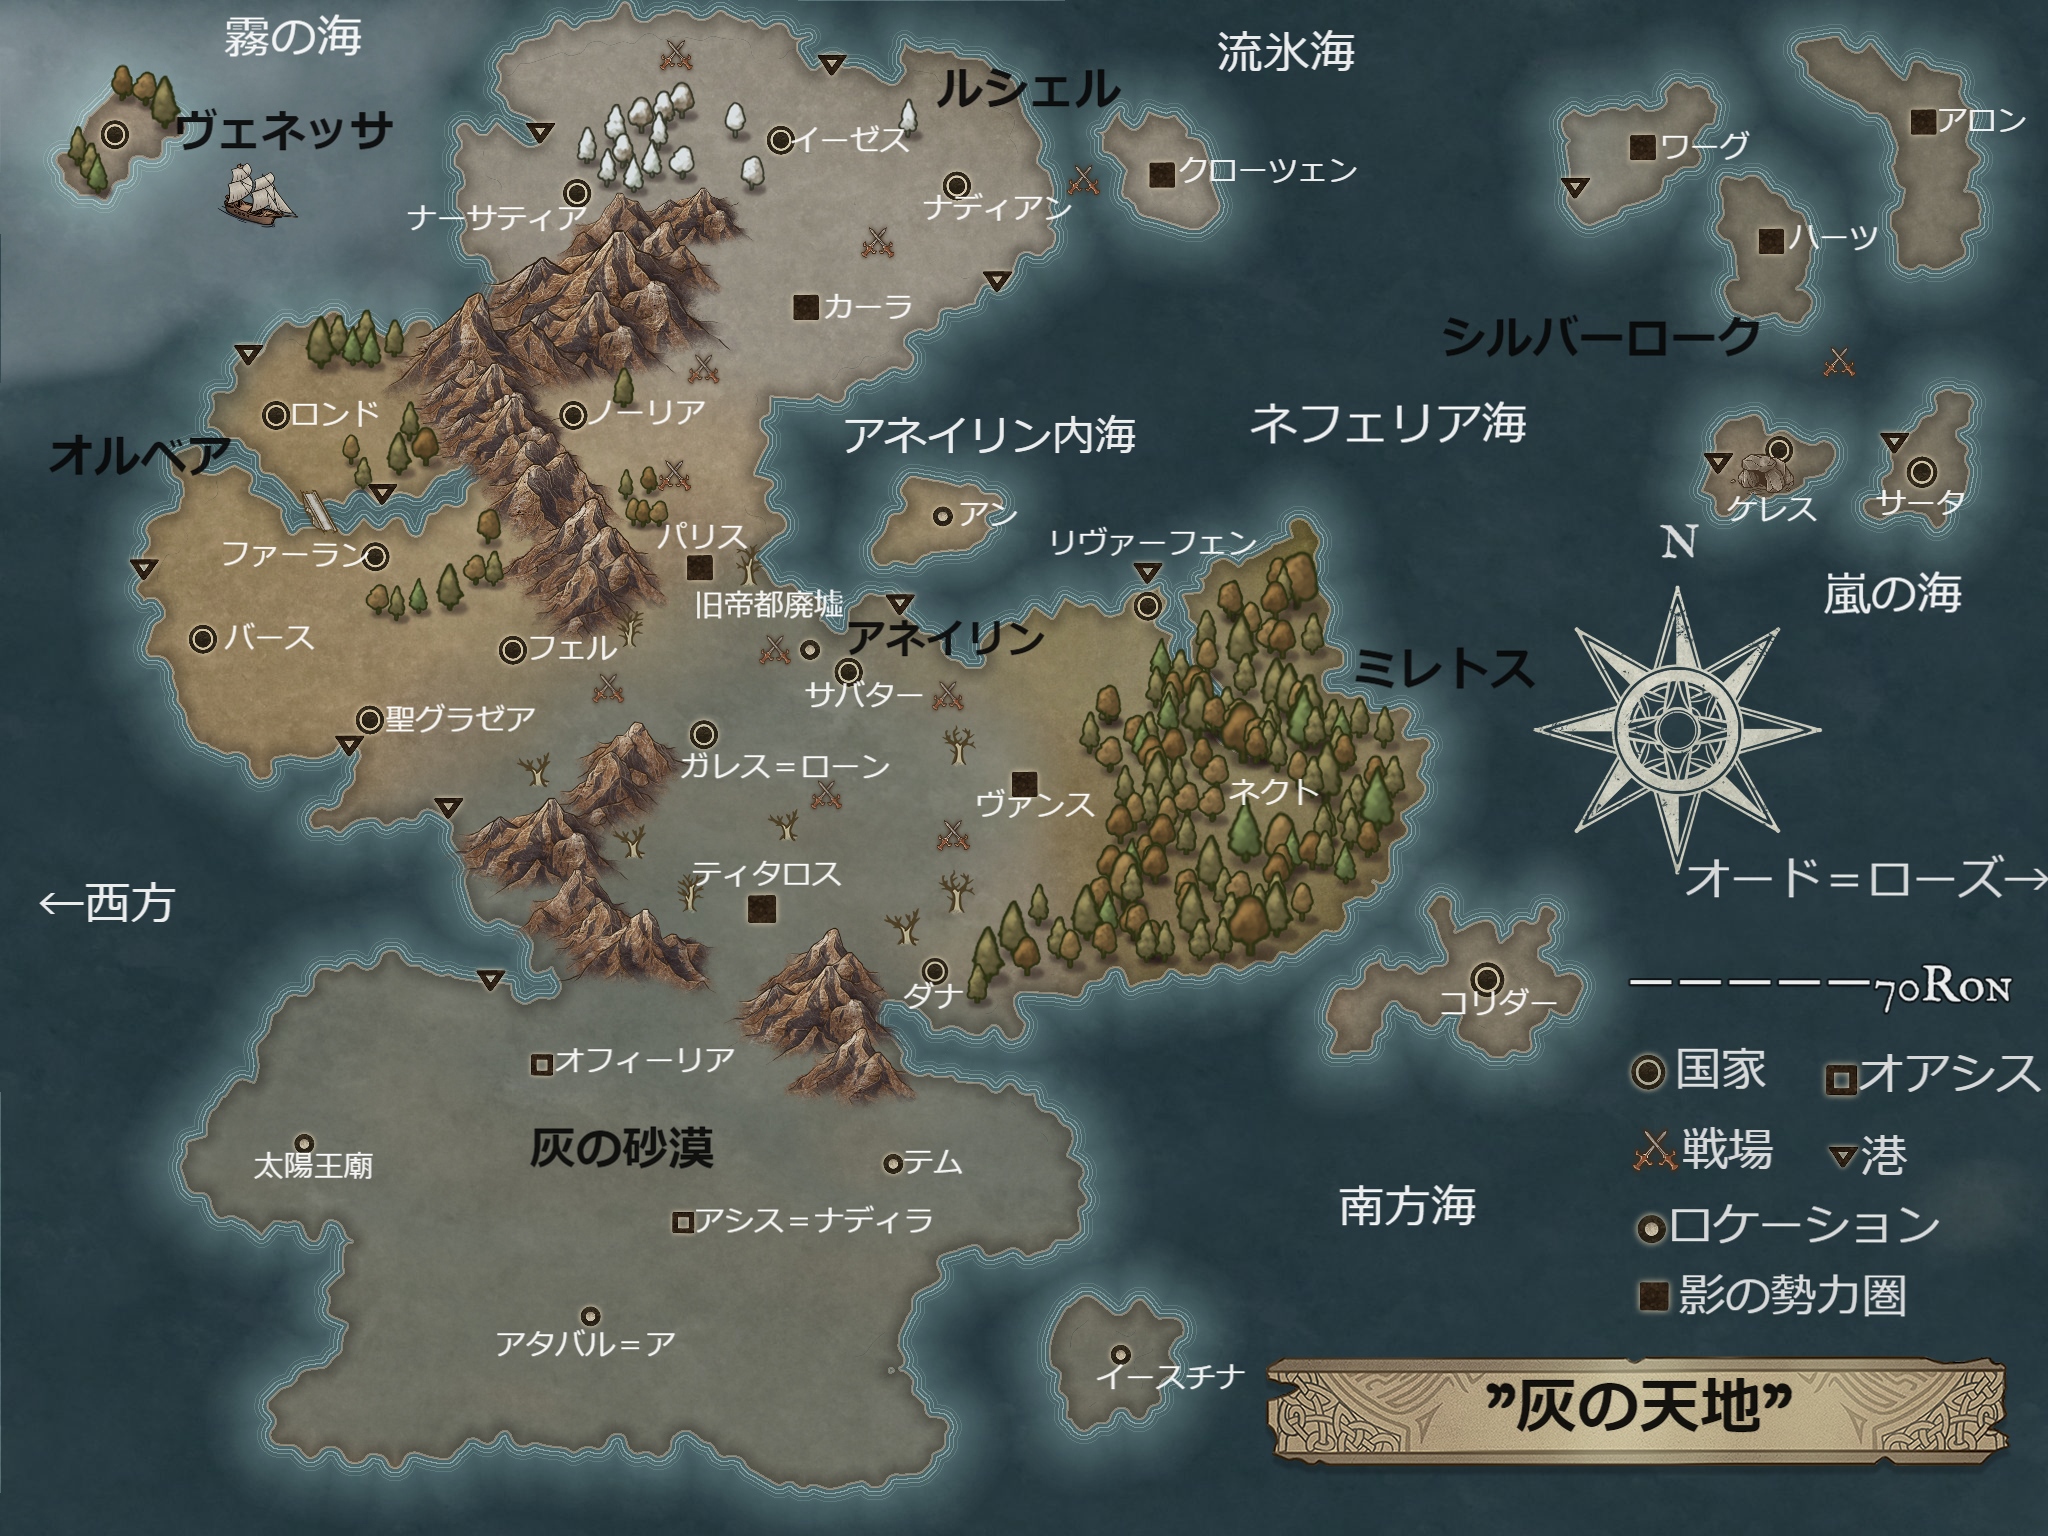 霧の海
流氷海
ルシェル
ヴェネッサ
アロン
イーゼス
ワーグ
クローツェン
ナーサティア
ナディアン
ハーツ
カーラ
シルバーローク
ロンド
ノーリア
ネフェリア海
アネイリン内海
オルベア
ケレス
サータ
アン
パリス
リヴァーフェン
N
ファーラン
旧帝都廃墟
嵐の海
バース
フェル
アネイリン
ミレトス
サバター
聖グラゼア
ガレス=ローン
ネクト
ヴァンス
ティタロス
オード=ローズ→
←西方
ダナ
コリダー
70RON
オフィーリア
国家
オアシス
灰の砂漠
戦場
港
太陽王廟
テム
アシス=ナディラ
南方海
ロケーション
影の勢力圏
アタバル=ア
イースチナ
”灰の天地”